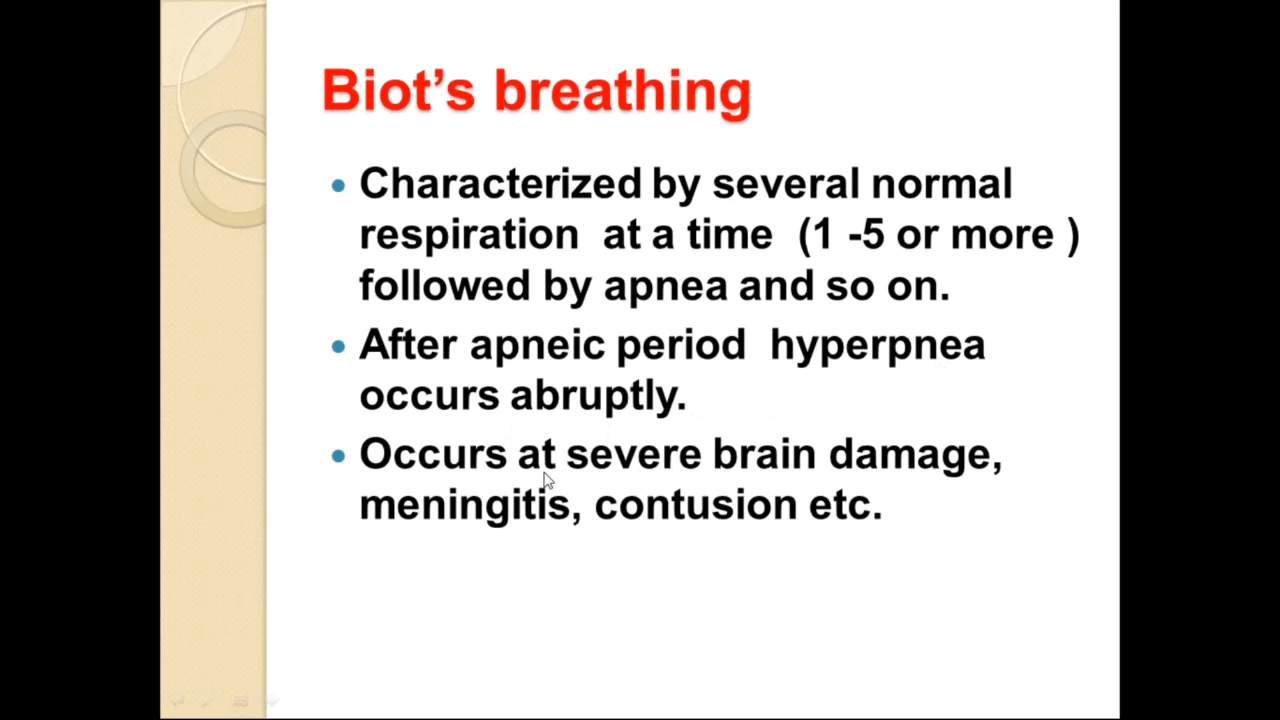 Biot’s breathing
• Characterized by several normal
respiration at a time (1 -5 or more )
followed by apnea and so on.
• After apneic period hyperpnea
occurs abruptly.
• Occurs at severe brain damage,
meningitis, contusion etc.